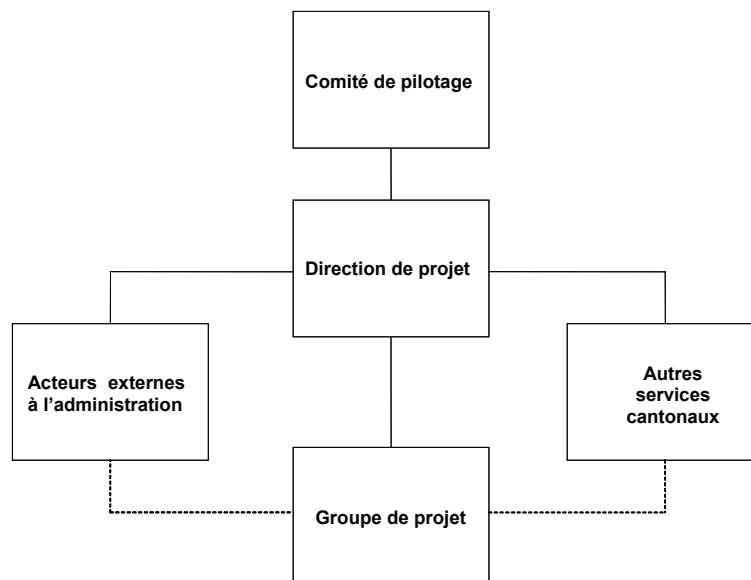 Comité de pilotage
Direction de projet
Acteurs externes
à l'administration
Autres
services
cantonaux
Groupe de projet